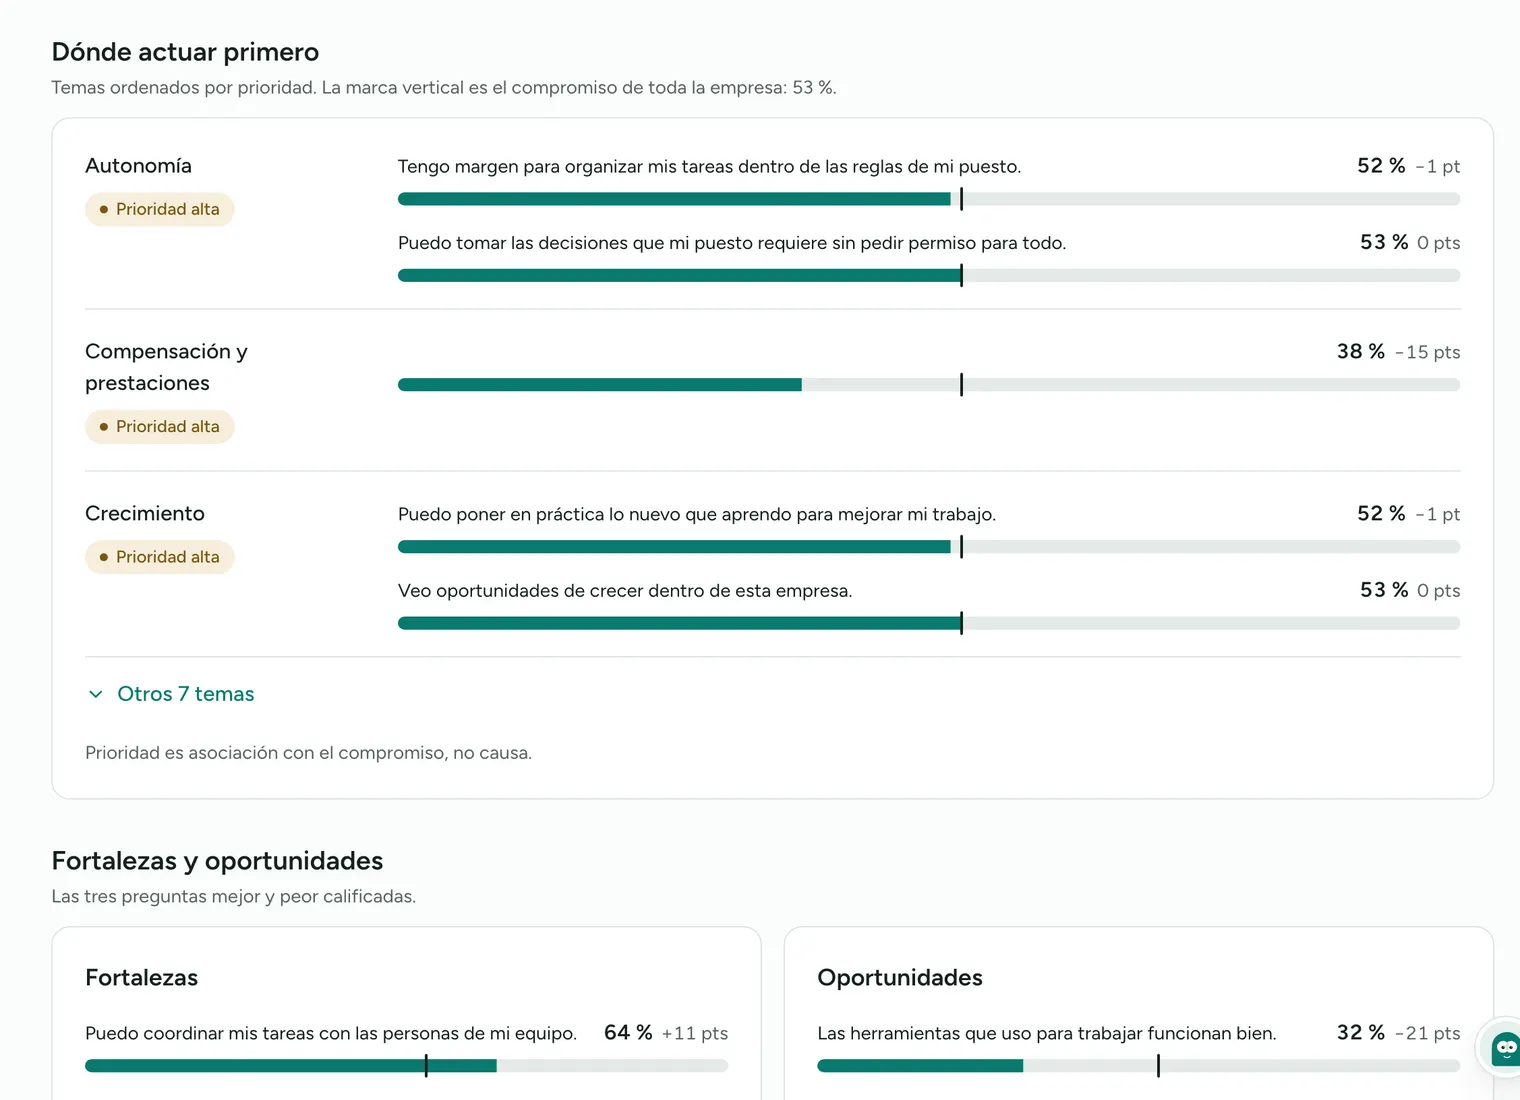 Dónde actuar primero
Temas ordenados por prioridad. La marca vertical es el compromiso de toda la empresa: 53 %.
Autonomía
Prioridad alta
Tengo margen para organizar mis tareas dentro de las reglas de mi puesto. 52 % −1 pt
Puedo tomar las decisiones que mi puesto requiere sin pedir permiso para todo. 53 % 0 pts
Compensación y
prestaciones
Prioridad alta
38 % −15 pts
Crecimiento
Prioridad alta
Puedo poner en práctica lo nuevo que aprendo para mejorar mi trabajo. 52 % −1 pt
Veo oportunidades de crecer dentro de esta empresa. 53 % 0 pts
Otros 7 temas
Prioridad es asociación con el compromiso, no causa.
Fortalezas y oportunidades
Las tres preguntas mejor y peor calificadas.
Fortalezas
Puedo coordinar mis tareas con las personas de mi equipo. 64 % +11 pts
Oportunidades
Las herramientas que uso para trabajar funcionan bien. 32 % −21 pts